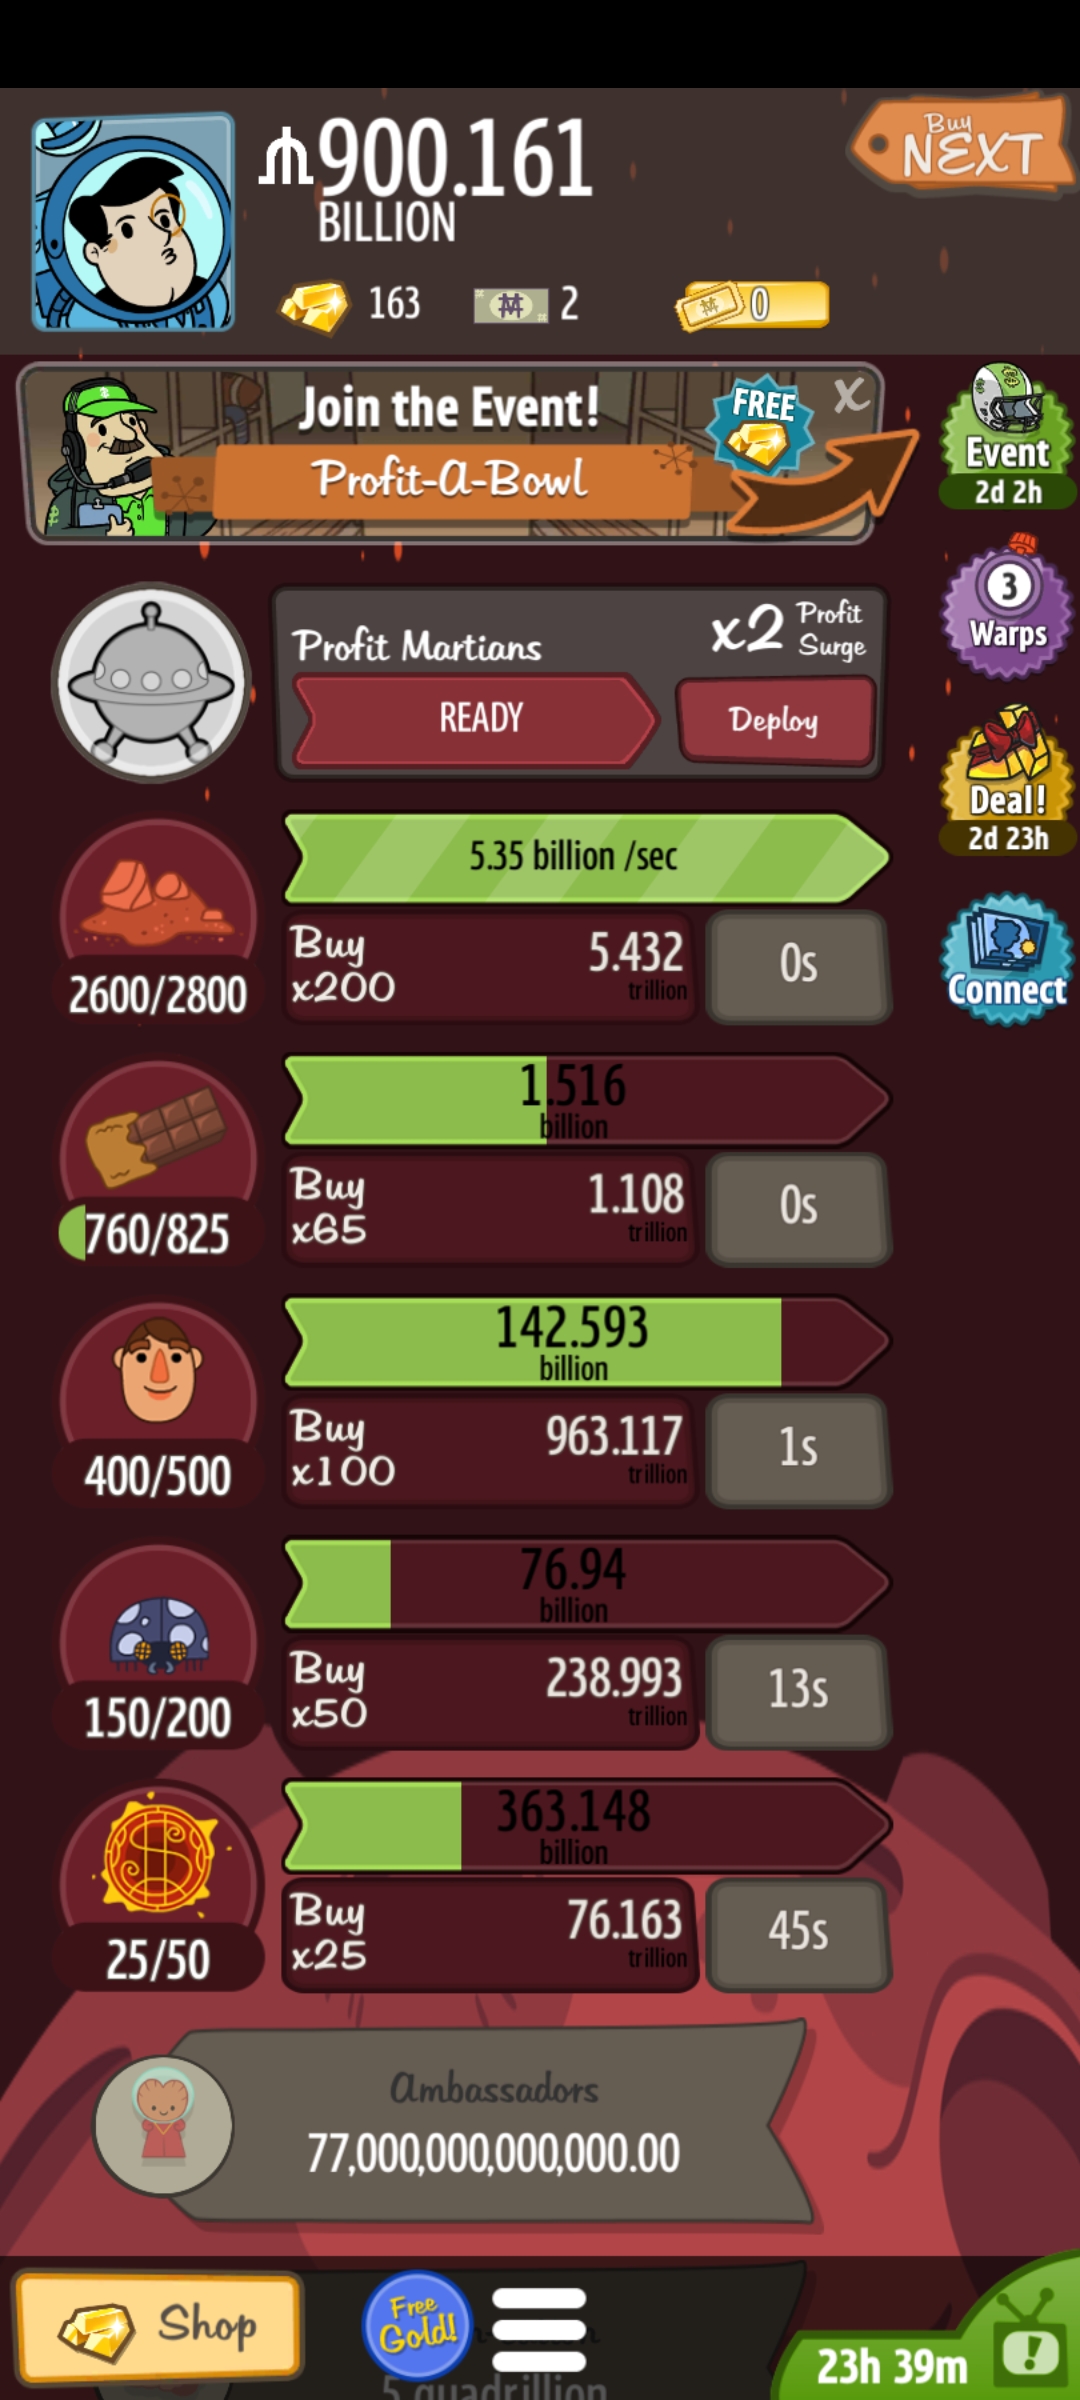 900.161
BILLION
Buy
NEXT
163
2
0
Join the Event!
Profit-A-Bowl
FREE
X
Event
2d 2h
3
Warps
Profit Martians
x2 Profit Surge
READY
Deploy
Deal!
2d 23h
5.35 billion /sec
Buy
x200
5.432
trillion
0s
2600/2800
Connect
1.516
billion
Buy
x65
1.108
trillion
0s
760/825
142.593
billion
Buy
x100
963.117
trillion
1s
400/500
76.94
billion
Buy
x50
238.993
trillion
13s
150/200
363.148
billion
Buy
x25
76.163
trillion
45s
25/50
Ambassadors
77,000,000,000,000.00
Shop
Free
Gold!
5 quadrillion
23h 39m